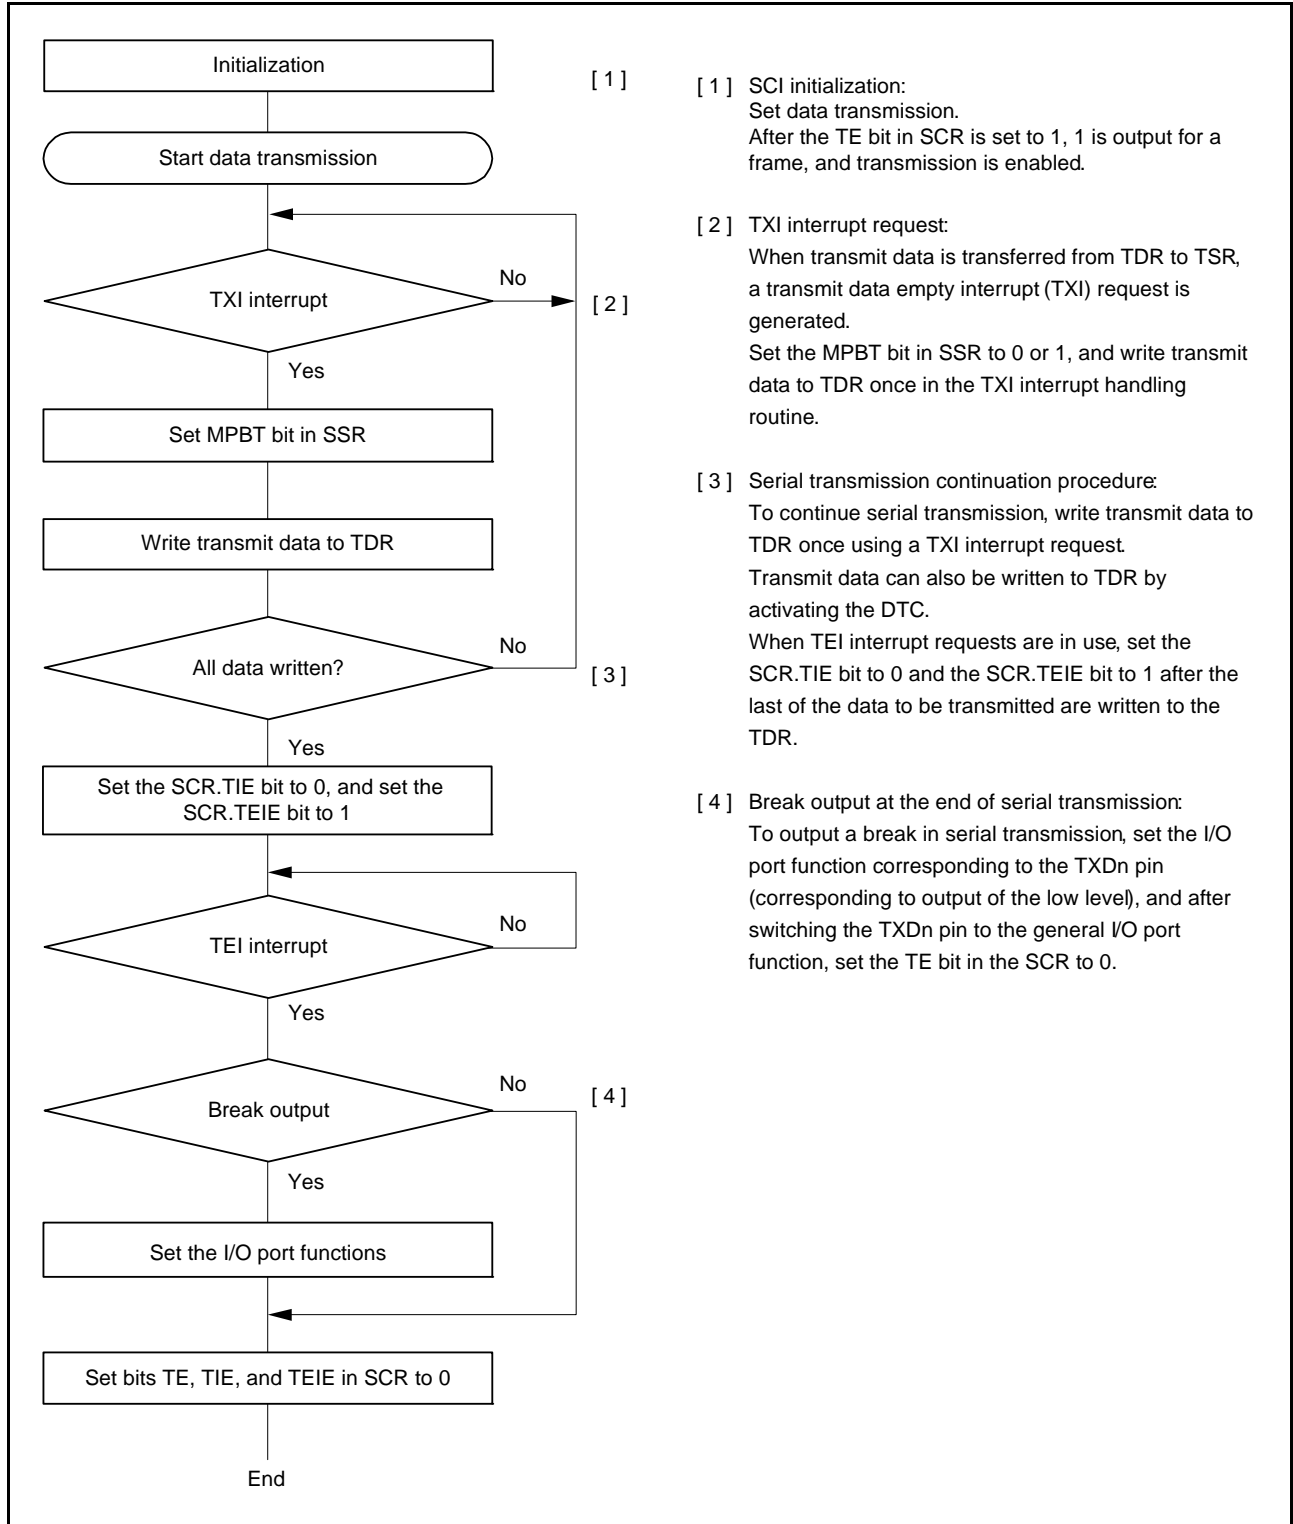 Initialization
[ 1 ]
Start data transmission
TXI interrupt
No
[ 2 ]
Yes
Set MPBT bit in SSR
Write transmit data to TDR
All data written?
No
[ 3 ]
Yes
Set the SCR.TIE bit to 0, and set the
SCR.TEIE bit to 1
TEI interrupt
No
Yes
Break output
No
[ 4 ]
Yes
Set the I/O port functions
Set bits TE, TIE, and TEIE in SCR to 0
End
[ 1 ] SCI initialization:
Set data transmission.
After the TE bit in SCR is set to 1, 1 is output for a
frame, and transmission is enabled.
[ 2 ] TXI interrupt request:
When transmit data is transferred from TDR to TSR,
a transmit data empty interrupt (TXI) request is
generated.
Set the MPBT bit in SSR to 0 or 1, and write transmit
data to TDR once in the TXI interrupt handling
routine.
[ 3 ] Serial transmission continuation procedure:
To continue serial transmission, write transmit data to
TDR once using a TXI interrupt request.
Transmit data can also be written to TDR by
activating the DTC.
When TEI interrupt requests are in use, set the
SCR.TIE bit to 0 and the SCR.TEIE bit to 1 after the
last of the data to be transmitted are written to the
TDR.
[ 4 ] Break output at the end of serial transmission:
To output a break in serial transmission, set the I/O
port function corresponding to the TXDn pin
(corresponding to output of the low level), and after
switching the TXDn pin to the general I/O port
function, set the TE bit in the SCR to 0.